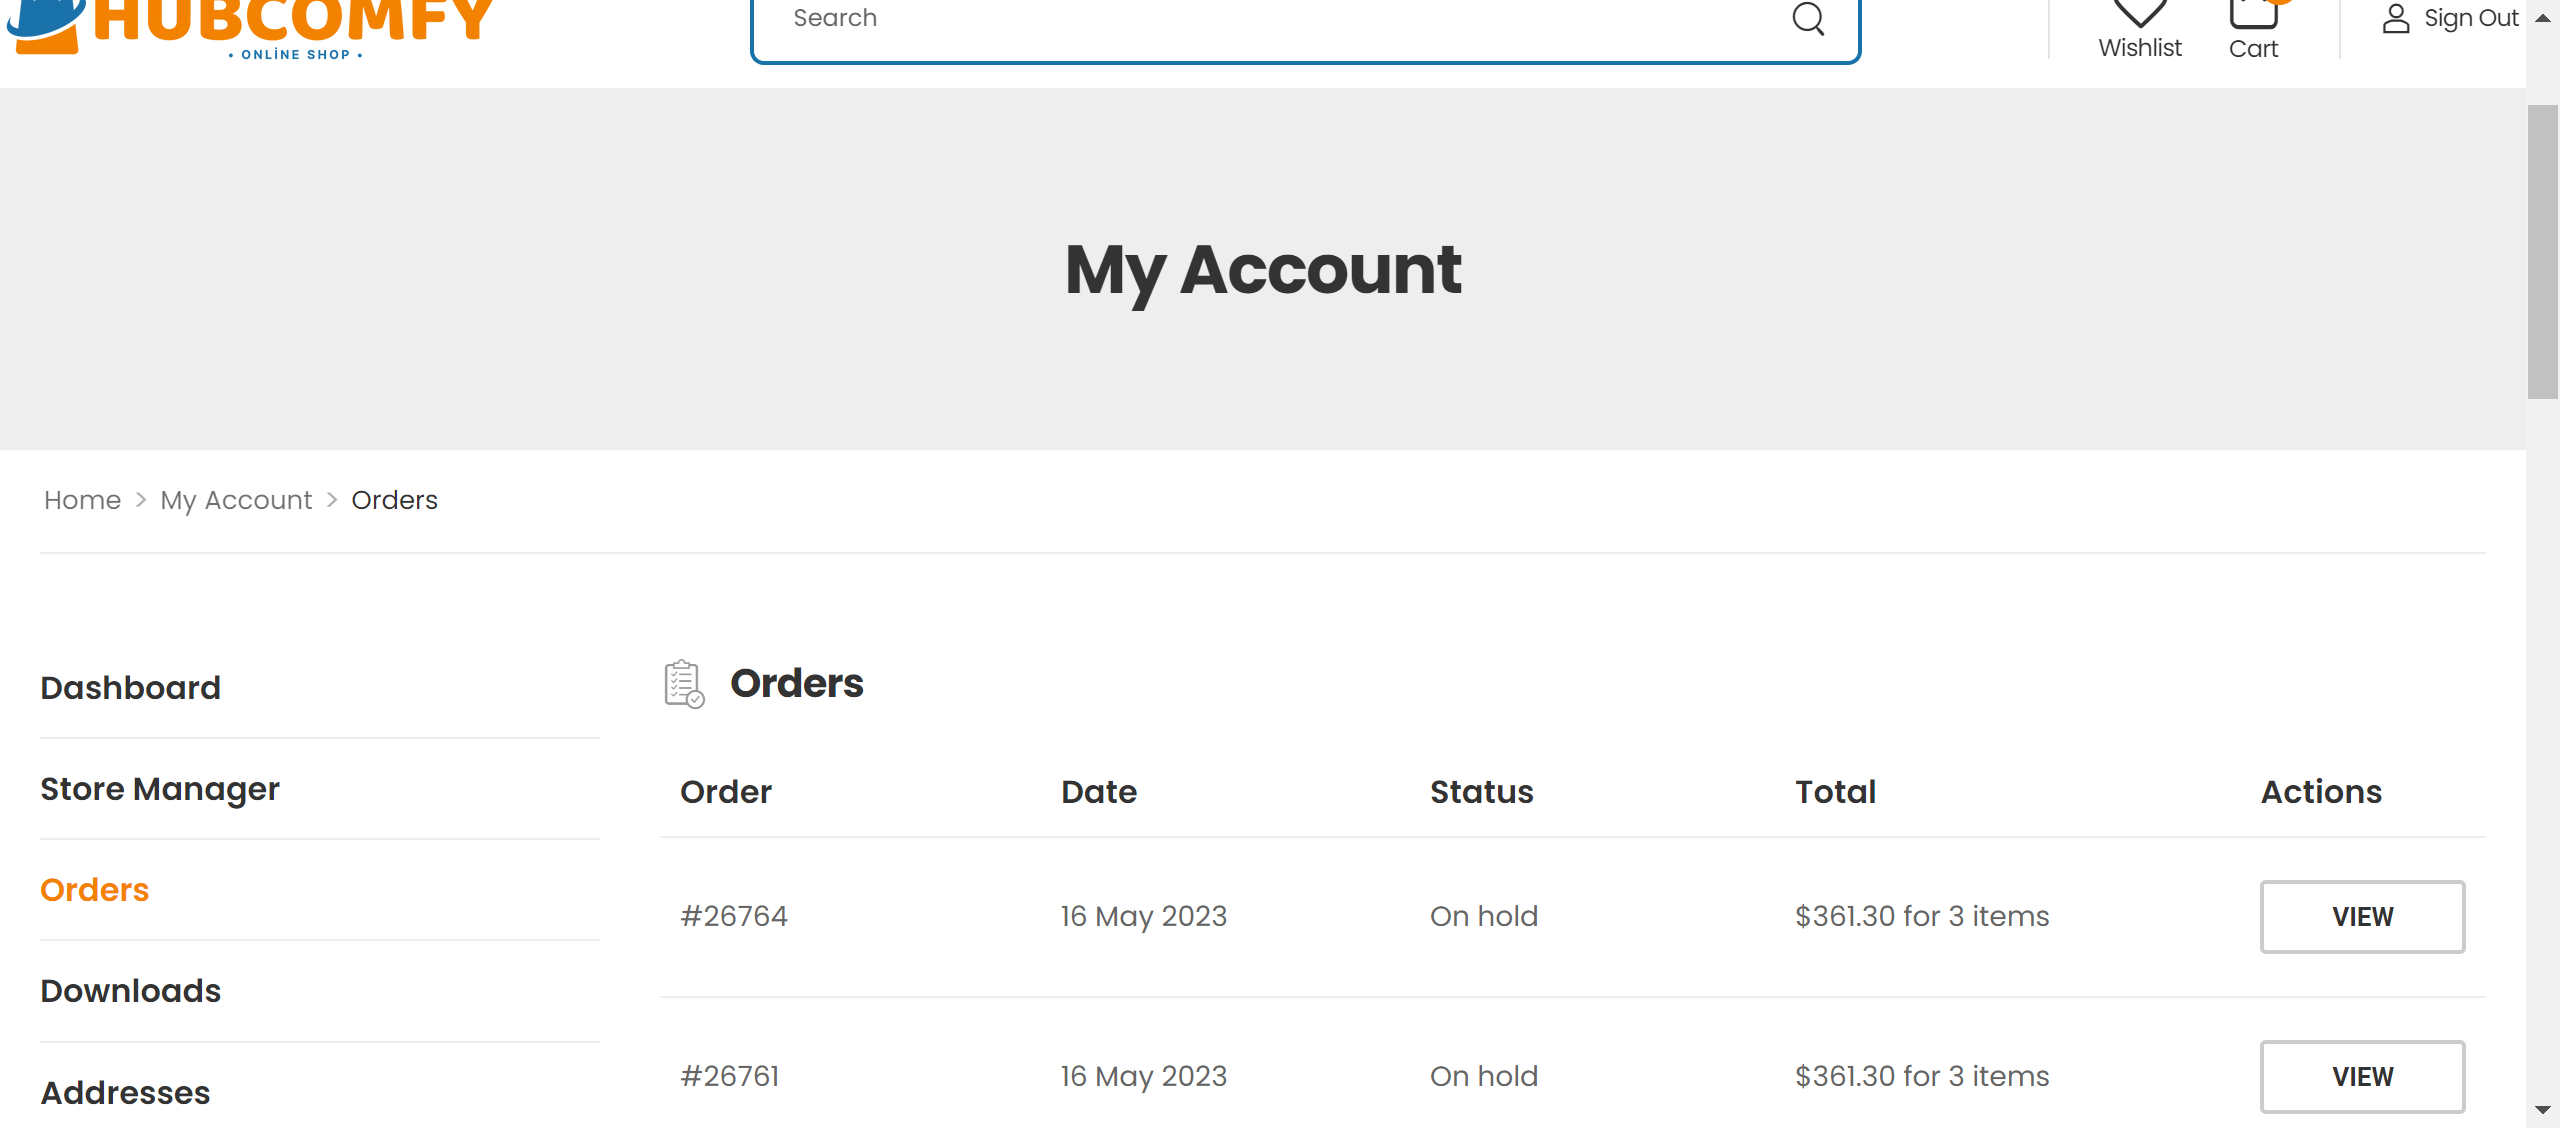 HUBCOMFY
• ONLİNE SHOP •
Search
Wishlist
Cart
Sign Out
My Account
Home > My Account > Orders
Dashboard
Store Manager
Orders
Downloads
Addresses
Orders
Order Date Status Total Actions
#26764 16 May 2023 On hold $361.30 for 3 items VIEW
#26761 16 May 2023 On hold $361.30 for 3 items VIEW